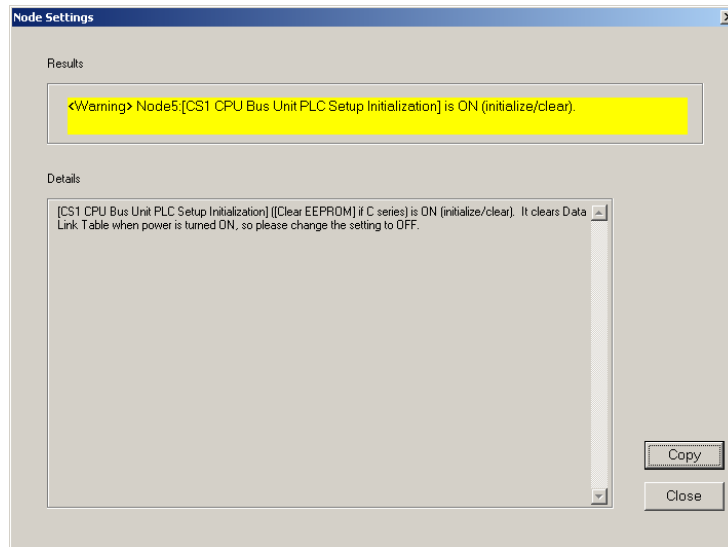 Node Settings
Results
<Warning> Node5:[CS1 CPU Bus Unit PLC Setup Initialization] is ON (initialize/clear).
Details
[CS1 CPU Bus Unit PLC Setup Initialization] ([Clear EEPROM] if C series) is ON (initialize/clear).  It clears Data
Link Table when power is turned ON, so please change the setting to OFF.
Copy
Close